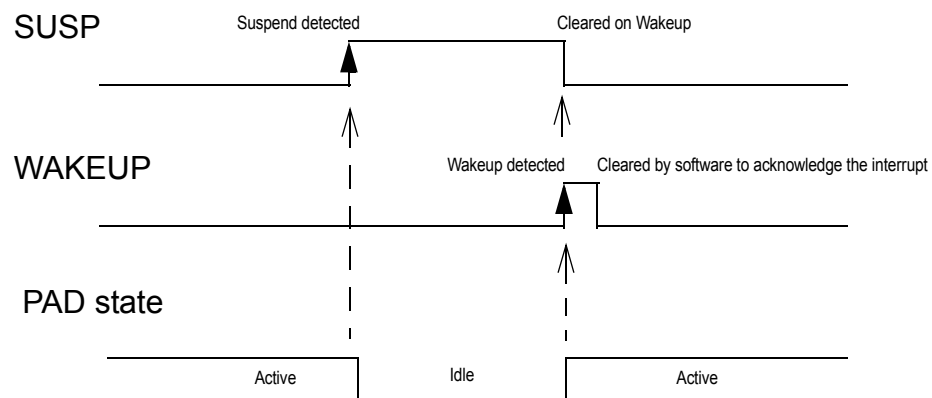 SUSP
Suspend detected
Cleared on Wakeup
WAKEUP
Wakeup detected
Cleared by software to acknowledge the interrupt
PAD state
Active
Idle
Active